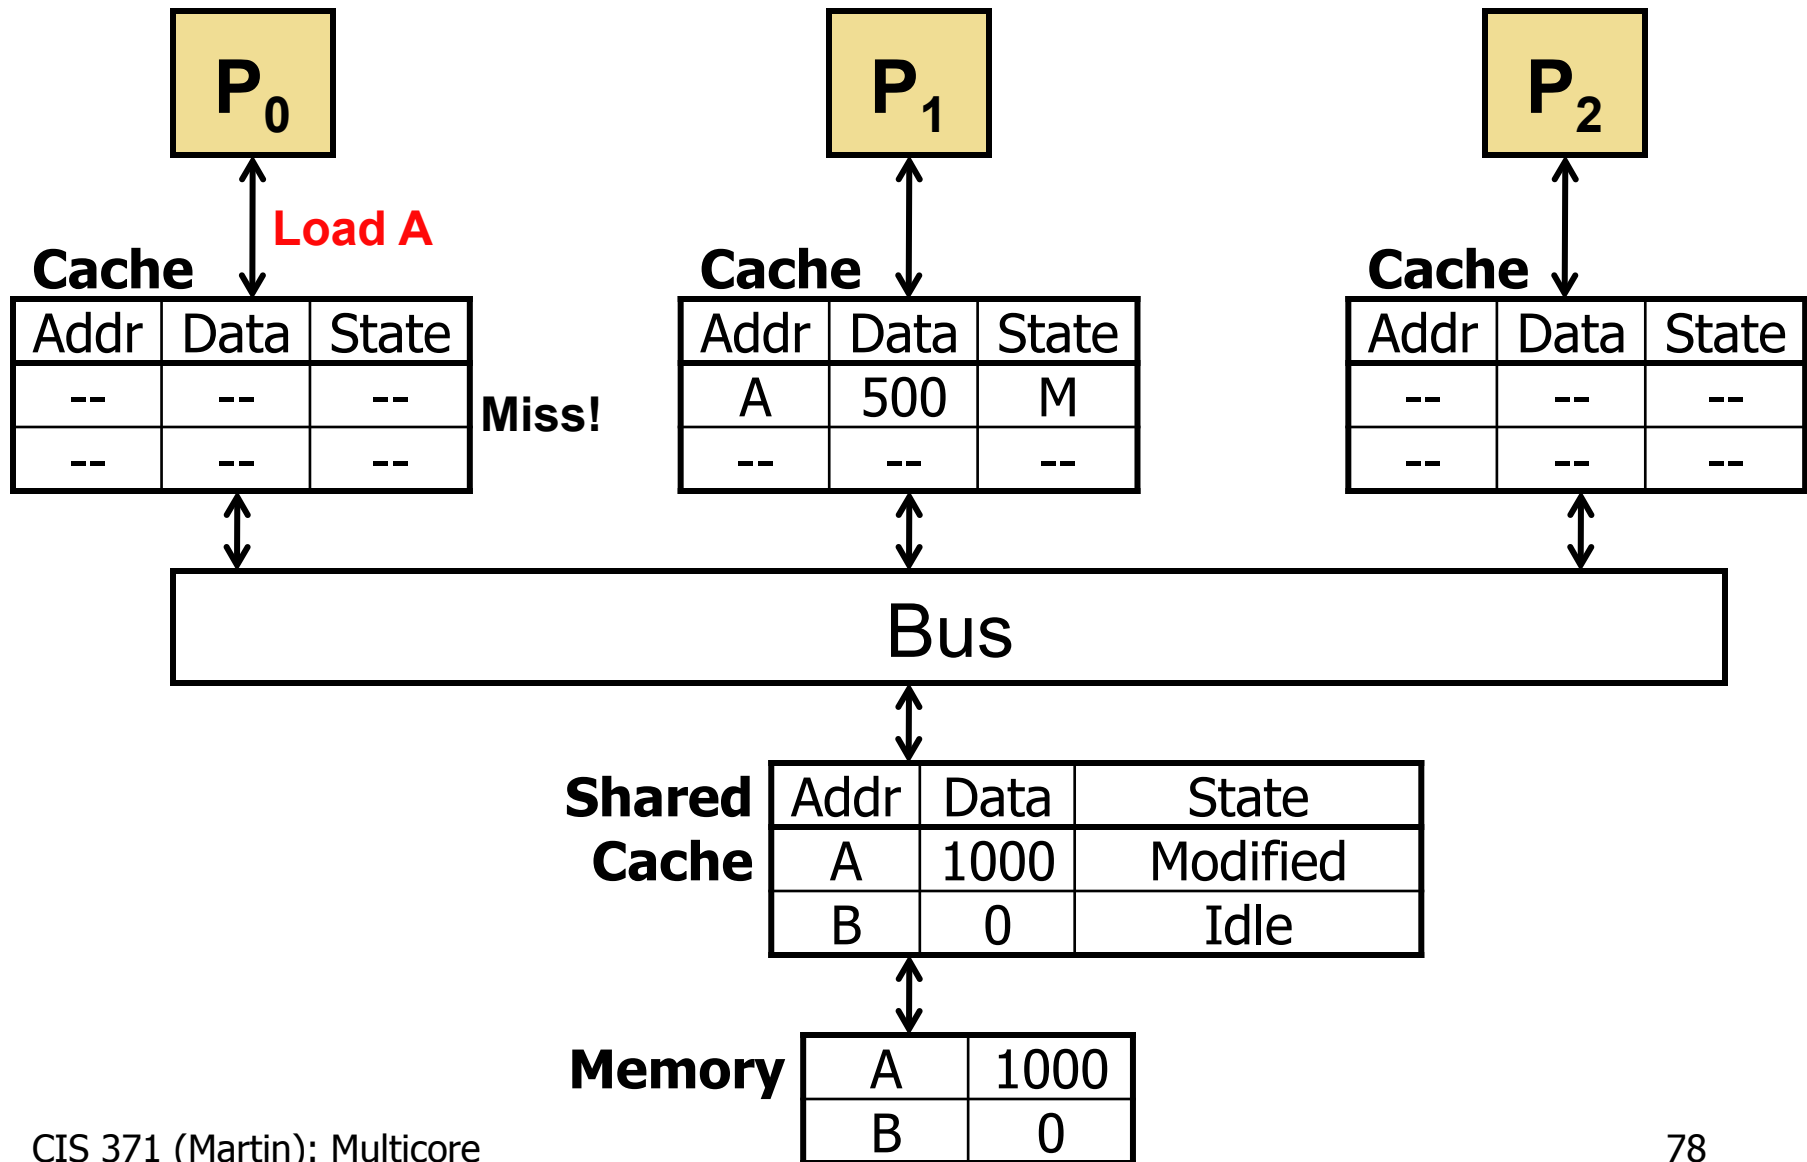 P0 P1 P2
Load A
Cache Cache Cache
Addr Data State Addr Data State Addr Data State
-- -- -- A 500 M -- -- --
Miss!
-- -- -- -- -- -- -- -- --
Bus
Shared Addr Data State
Cache A 1000 Modified
B 0 Idle
Memory A 1000
B 0
CIS 371 (Martin): Multicore 78